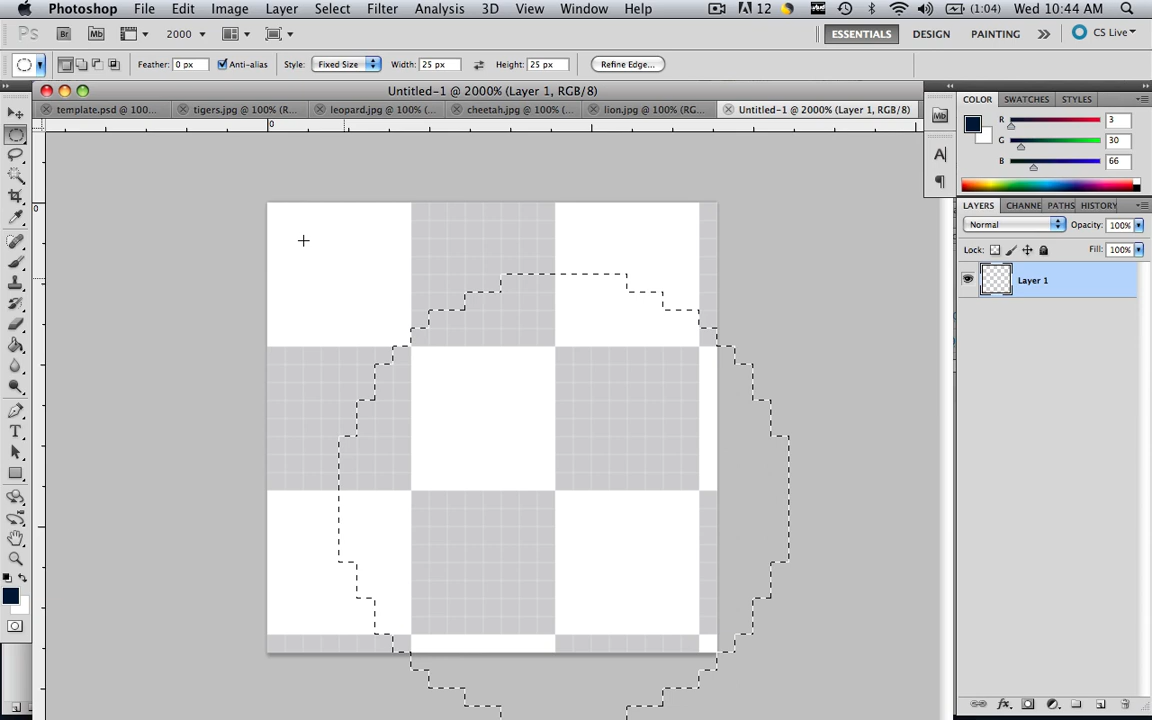 Photoshop File Edit Image Layer Select Filter Analysis 3D View Window Help 12 (1:04) Wed 10:44 AM
Ps Br Mb 2000 ESSENTIALS DESIGN PAINTING CS Live
Feather: 0 px Anti-alias Style: Fixed Size Width: 25 px Height: 25 px Refine Edge...
Untitled-1 @ 2000% (Layer 1, RGB/8)
template.psd @ 100... tigers.jpg @ 100% (R... leopard.jpg @ 100% (... cheetah.jpg @ 100% (... lion.jpg @ 100% (RG... Untitled-1 @ 2000% (Layer 1, RGB/8)
0
0
COLOR SWATCHES STYLES
R 3
G 30
B 66
LAYERS CHANNE PATHS HISTORY
Normal Opacity: 100%
Lock: Fill: 100%
Layer 1